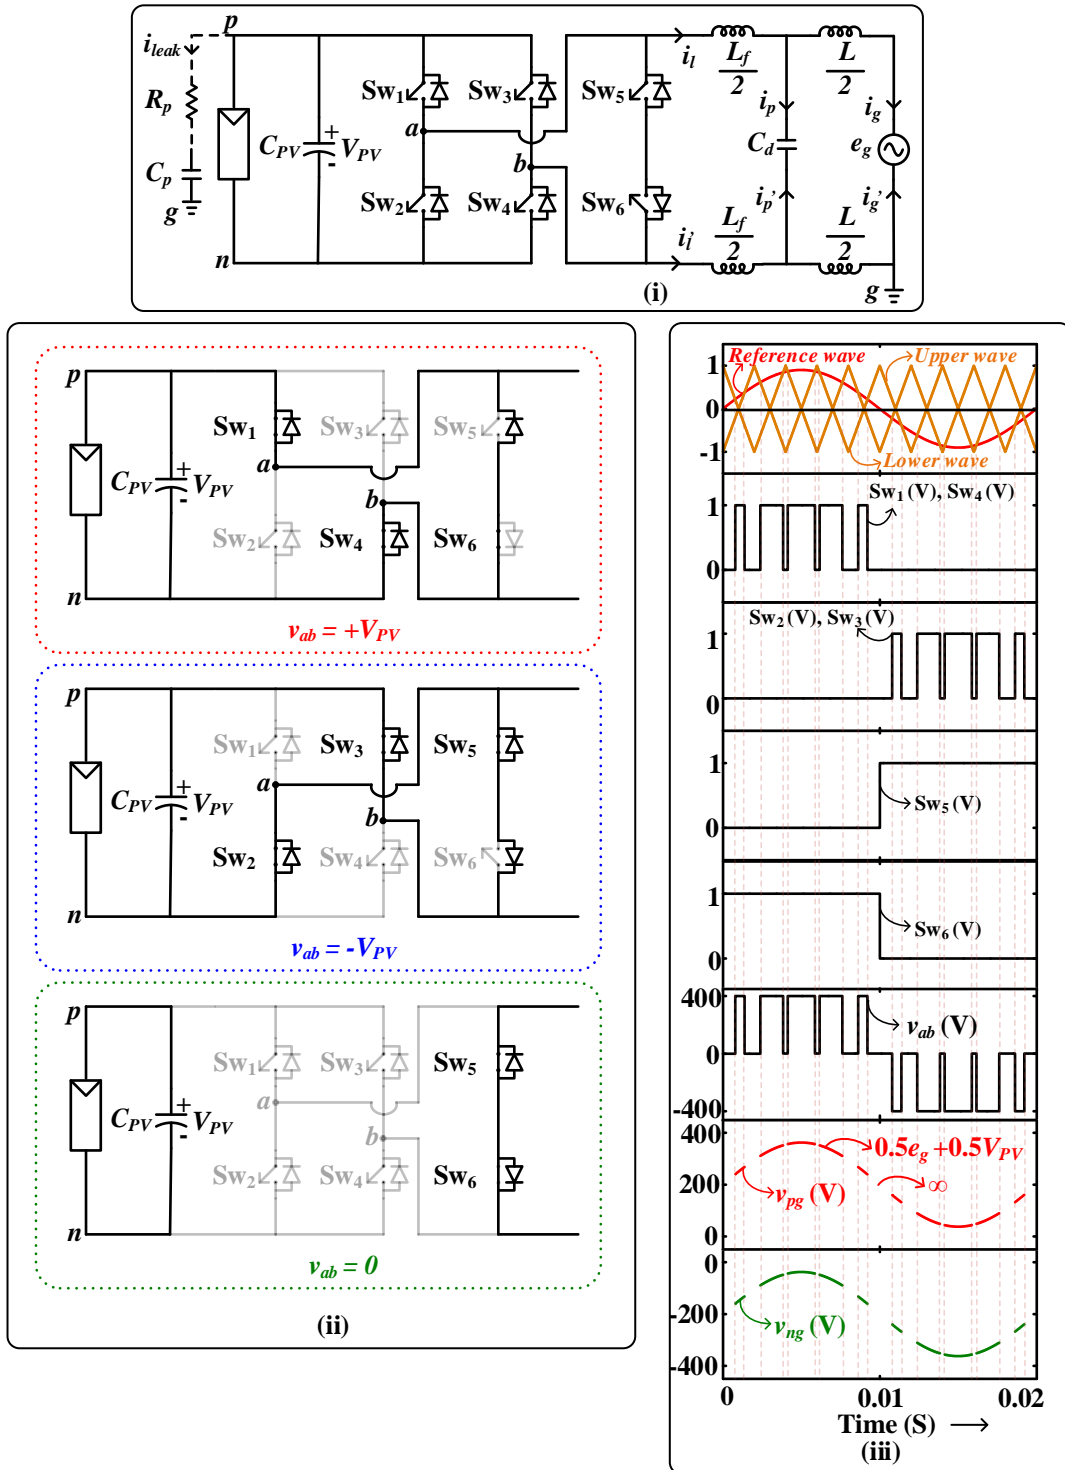 p
i_leak
R_p
C_p
g
n
C_PV
+
V_PV
-
Sw1
Sw3
Sw5
a
b
Sw2
Sw4
Sw6
i_l
L_f
2
L
2
i_p
i_g
C_d
e_g
i_p'
i_g'
i_l'
L_f
2
L
2
g
(i)
p
Sw1
Sw3
Sw5
a
C_PV
+
V_PV
-
b
Sw2
Sw4
Sw6
n
v_ab = +V_PV
p
Sw1
Sw3
Sw5
a
C_PV
+
V_PV
-
b
Sw2
Sw4
Sw6
n
v_ab = -V_PV
p
Sw1
Sw3
Sw5
a
C_PV
+
V_PV
-
b
Sw2
Sw4
Sw6
n
v_ab = 0
(ii)
Reference wave
Upper wave
1
0
-1
Lower wave
Sw1 (V), Sw4 (V)
1
0
Sw2 (V), Sw3 (V)
1
0
1
Sw5 (V)
0
1
Sw6 (V)
0
400
v_ab (V)
0
-400
400
0.5e_g +0.5V_PV
200
v_pg (V)
∞
0
0
-200
v_ng (V)
-400
0
0.01
0.02
Time (S)
(iii)